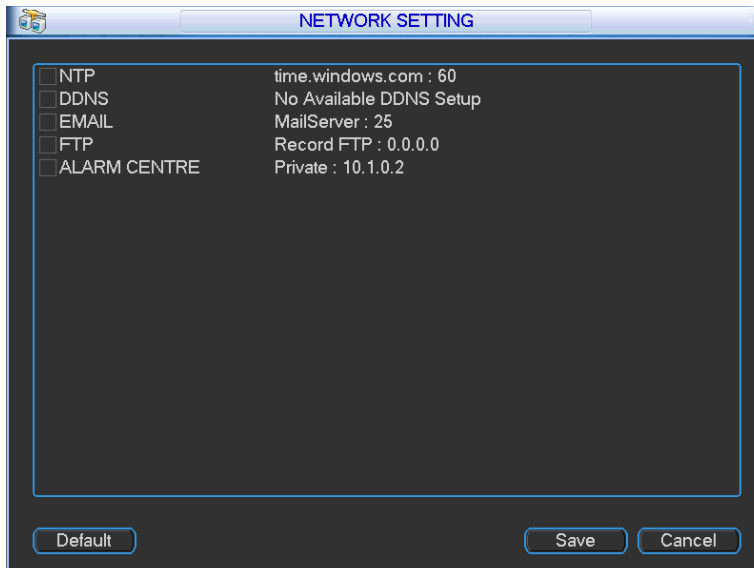 NETWORK SETTING
NTP time.windows.com : 60
DDNS No Available DDNS Setup
EMAIL MailServer : 25
FTP Record FTP : 0.0.0.0
ALARM CENTRE Private : 10.1.0.2
Default Save Cancel